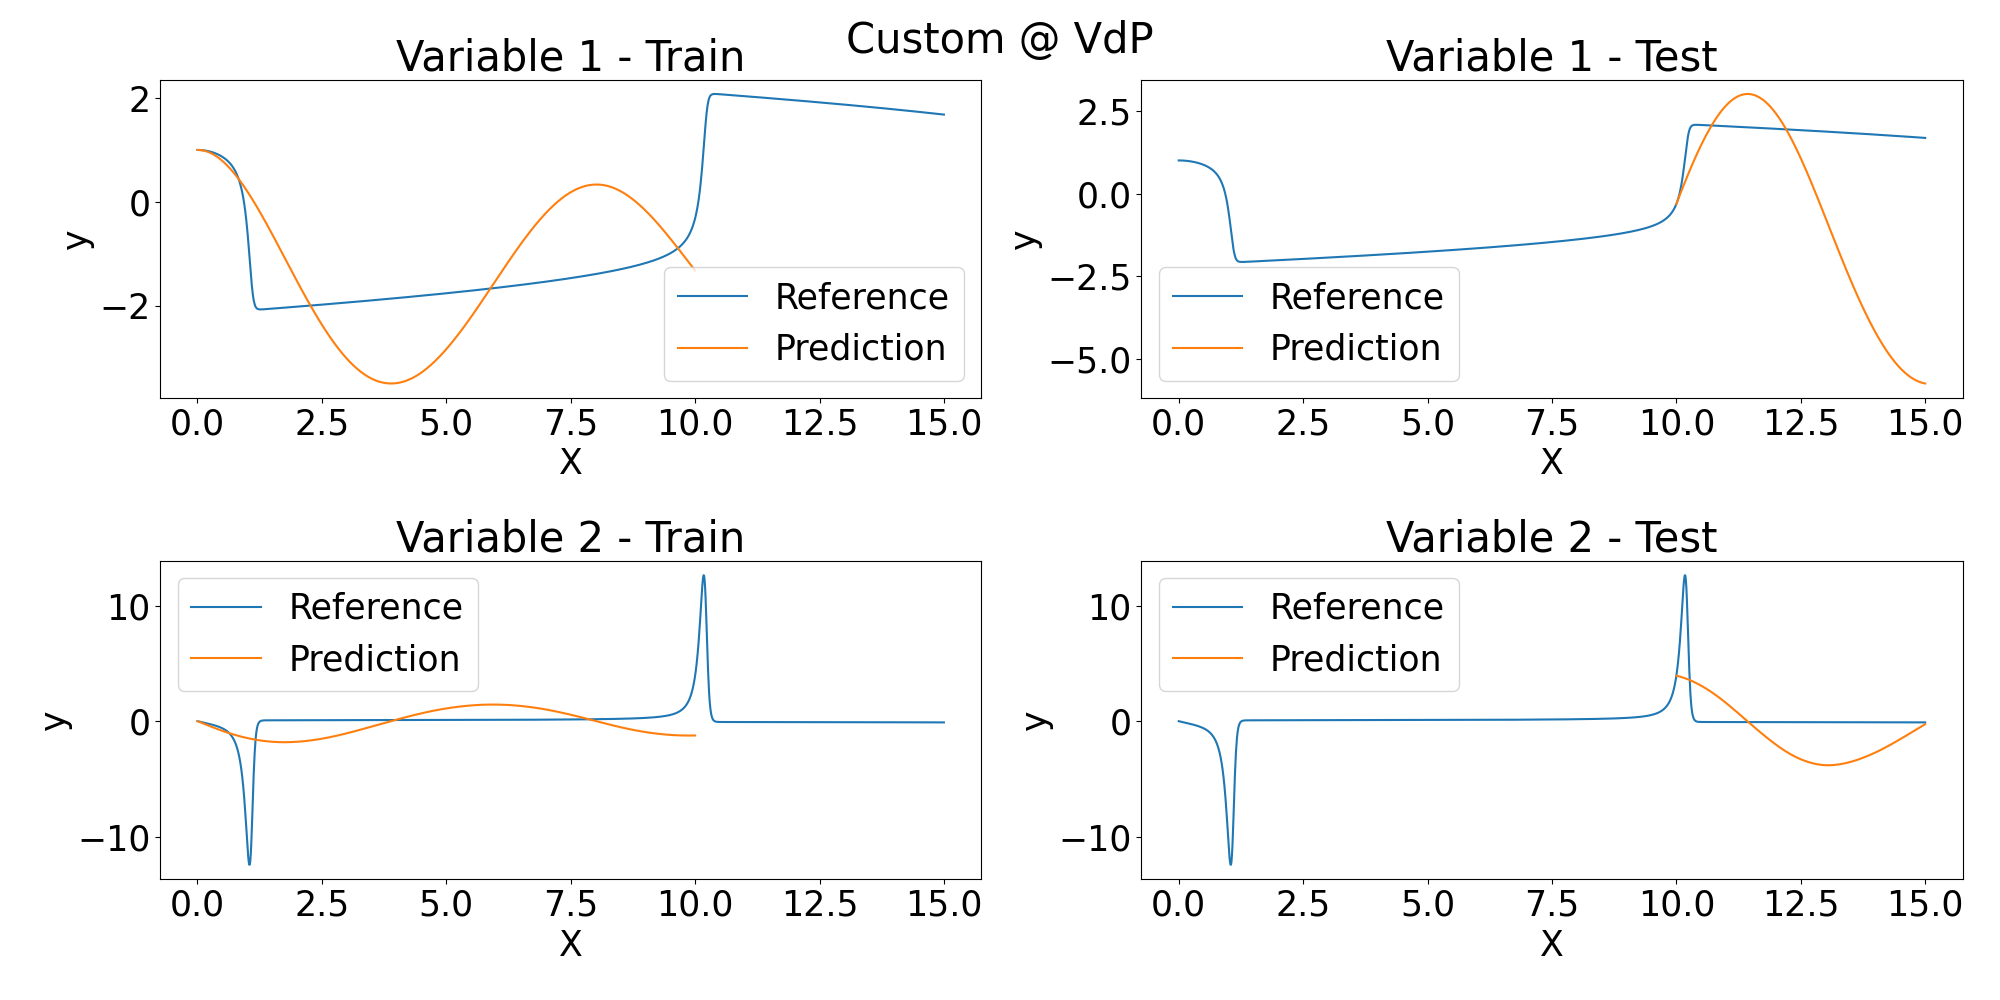 Custom @ VdP
Variable 1 - Train
2
0
−2
y
Reference
Prediction
0.0 2.5 5.0 7.5 10.0 12.5 15.0
X
Variable 1 - Test
2.5
0.0
−2.5
−5.0
y
Reference
Prediction
0.0 2.5 5.0 7.5 10.0 12.5 15.0
X
Variable 2 - Train
10
0
−10
y
Reference
Prediction
0.0 2.5 5.0 7.5 10.0 12.5 15.0
X
Variable 2 - Test
10
0
−10
y
Reference
Prediction
0.0 2.5 5.0 7.5 10.0 12.5 15.0
X